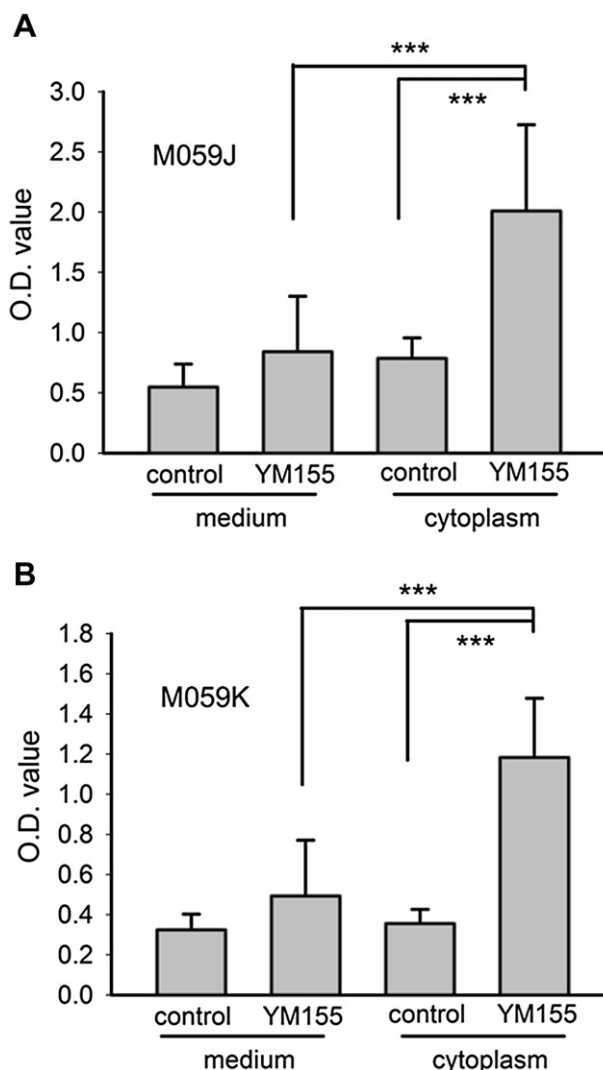 A
***
***
3.0
M059J
2.5
2.0
1.5
1.0
0.5
0.0
O.D. value
control YM155 control YM155
medium cytoplasm
B
***
***
1.8
1.6
M059K
1.4
1.2
1.0
0.8
0.6
0.4
0.2
0.0
O.D. value
control YM155 control YM155
medium cytoplasm